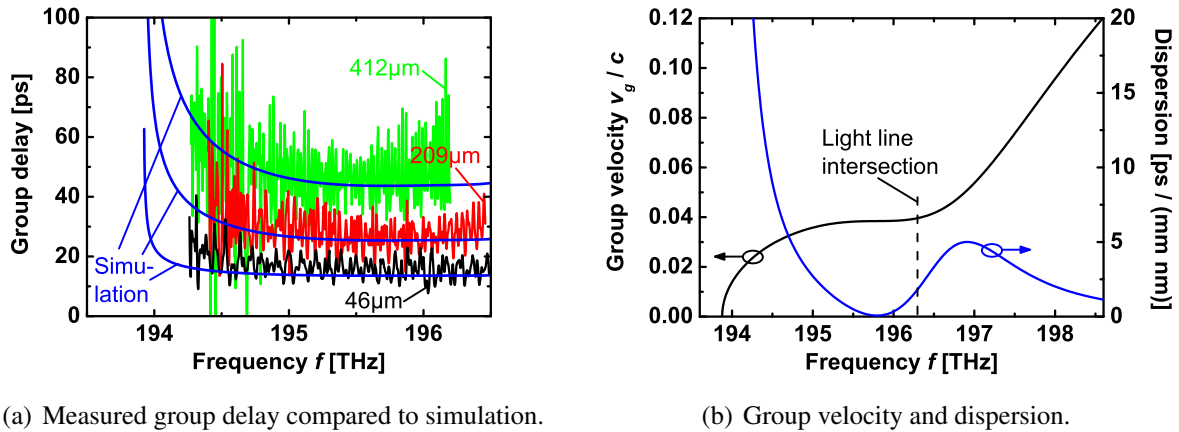 100
80
60
40
20
0
Group delay [ps]
412µm
209µm
Simu-
lation
46µm
194
195
196
Frequency f [THz]
(a) Measured group delay compared to simulation.
0.12
0.10
0.08
0.06
0.04
0.02
0.00
Group velocity vg / c
Light line
intersection
20
15
10
5
0
Dispersion [ps / (mm nm)]
194
195
196
197
198
Frequency f [THz]
(b) Group velocity and dispersion.